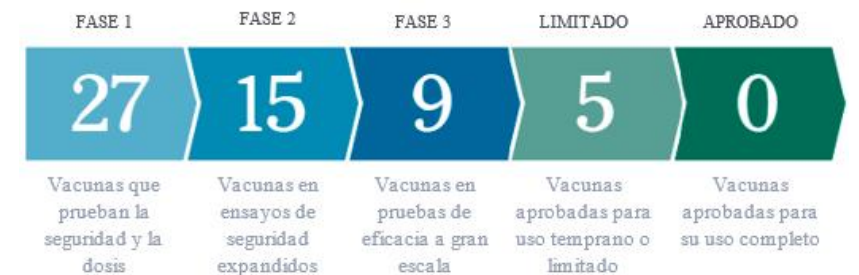 FASE 1
FASE 2
FASE 3
LIMITADO
APROBADO
27
15
9
5
0
Vacunas que
prueban la
seguridad y la
dosis
Vacunas en
ensayos de
seguridad
expandidos
Vacunas en
pruebas de
eficacia a gran
escala
Vacunas
aprobadas para
uso temprano o
limitado
Vacunas
aprobadas para
su uso completo